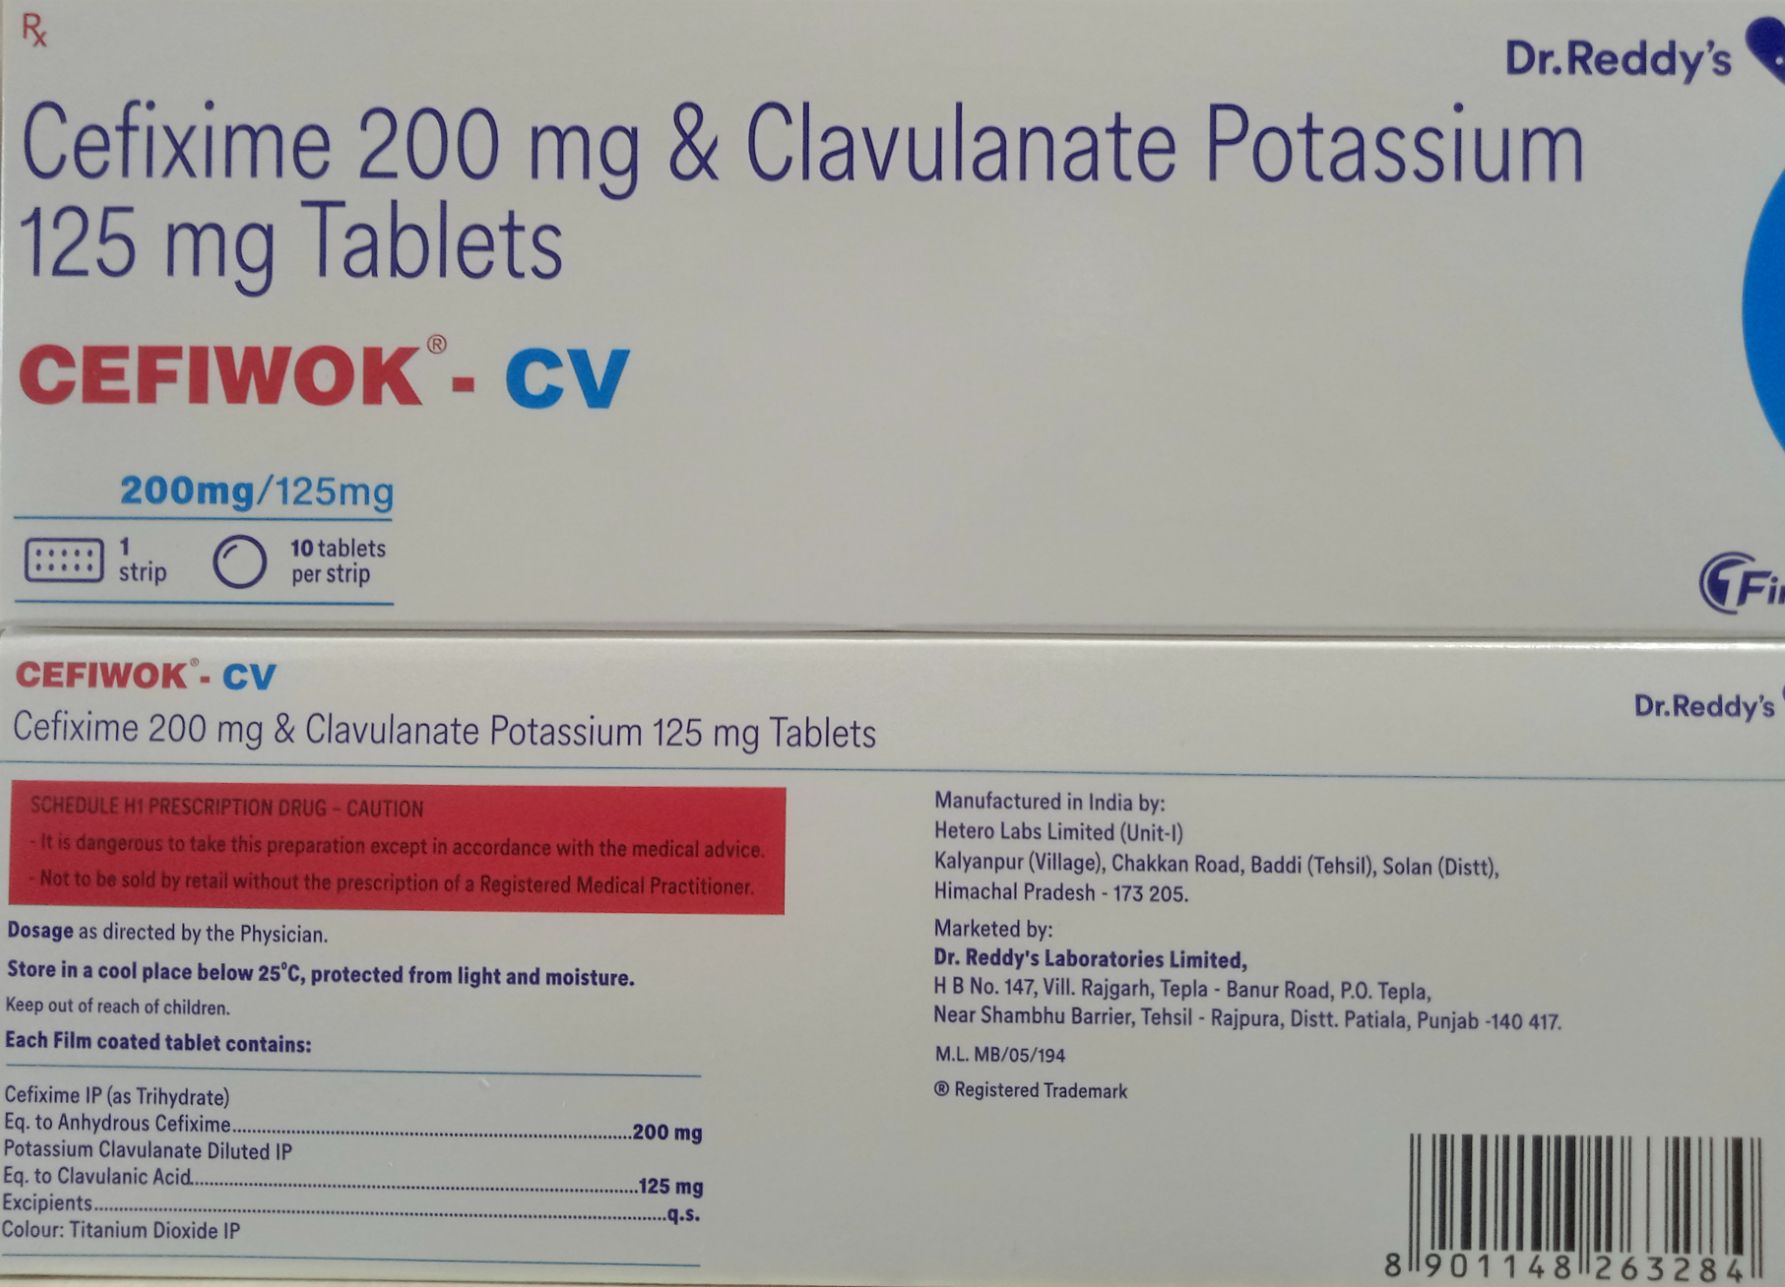 Rx
Dr.Reddy's
Cefixime 200 mg & Clavulanate Potassium
125 mg Tablets
CEFIWOK® - CV
200mg/125mg
1
strip
10 tablets
per strip
CEFIWOK® - CV
Cefixime 200 mg & Clavulanate Potassium 125 mg Tablets
Dr.Reddy's
SCHEDULE H1 PRESCRIPTION DRUG – CAUTION
- It is dangerous to take this preparation except in accordance with the medical advice.
- Not to be sold by retail without the prescription of a Registered Medical Practitioner.
Dosage as directed by the Physician.
Store in a cool place below 25°C, protected from light and moisture.
Keep out of reach of children.
Each Film coated tablet contains:
Cefixime IP (as Trihydrate)
Eq. to Anhydrous Cefixime....................200 mg
Potassium Clavulanate Diluted IP
Eq. to Clavulanic Acid....................125 mg
Excipients....................q.s.
Colour: Titanium Dioxide IP
Manufactured in India by:
Hetero Labs Limited (Unit-I)
Kalyanpur (Village), Chakkan Road, Baddi (Tehsil), Solan (Distt),
Himachal Pradesh - 173 205.
Marketed by:
Dr. Reddy's Laboratories Limited,
H B No. 147, Vill. Rajgarh, Tepla - Banur Road, P.O. Tepla,
Near Shambhu Barrier, Tehsil - Rajpura, Distt. Patiala, Punjab -140 417.
M.L. MB/05/194
® Registered Trademark
8 901148 263284